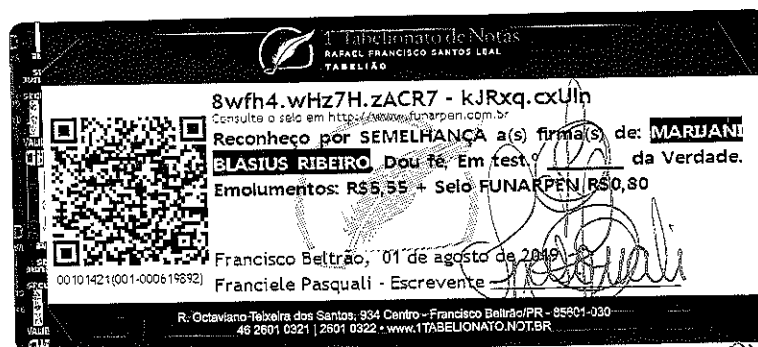 1º Tabelionato de Notas
RAFAEL FRANCISCO SANTOS LEAL
TABELIÃO
8wfh4.wHz7H.zACR7 - kJRxq.cxUln
Consulte o selo em http://www.funarpen.com.br
Reconheço por SEMELHANÇA a(s) firma(s) de: MARIJANI
BLASIUS RIBEIRO. Dou fé, Em test.º ________ da Verdade.
Emolumentos: R$5,55 + Selo FUNARPEN R$0,80
Francisco Beltrão, 01 de agosto de 2019
00101421(001-000619892)
Franciele Pasquali - Escrevente
R. Octaviano Teixeira dos Santos, 934 Centro - Francisco Beltrão/PR - 85601-030
46 2601 0321 | 2601 0322 • www.1TABELIONATO.NOT.BR